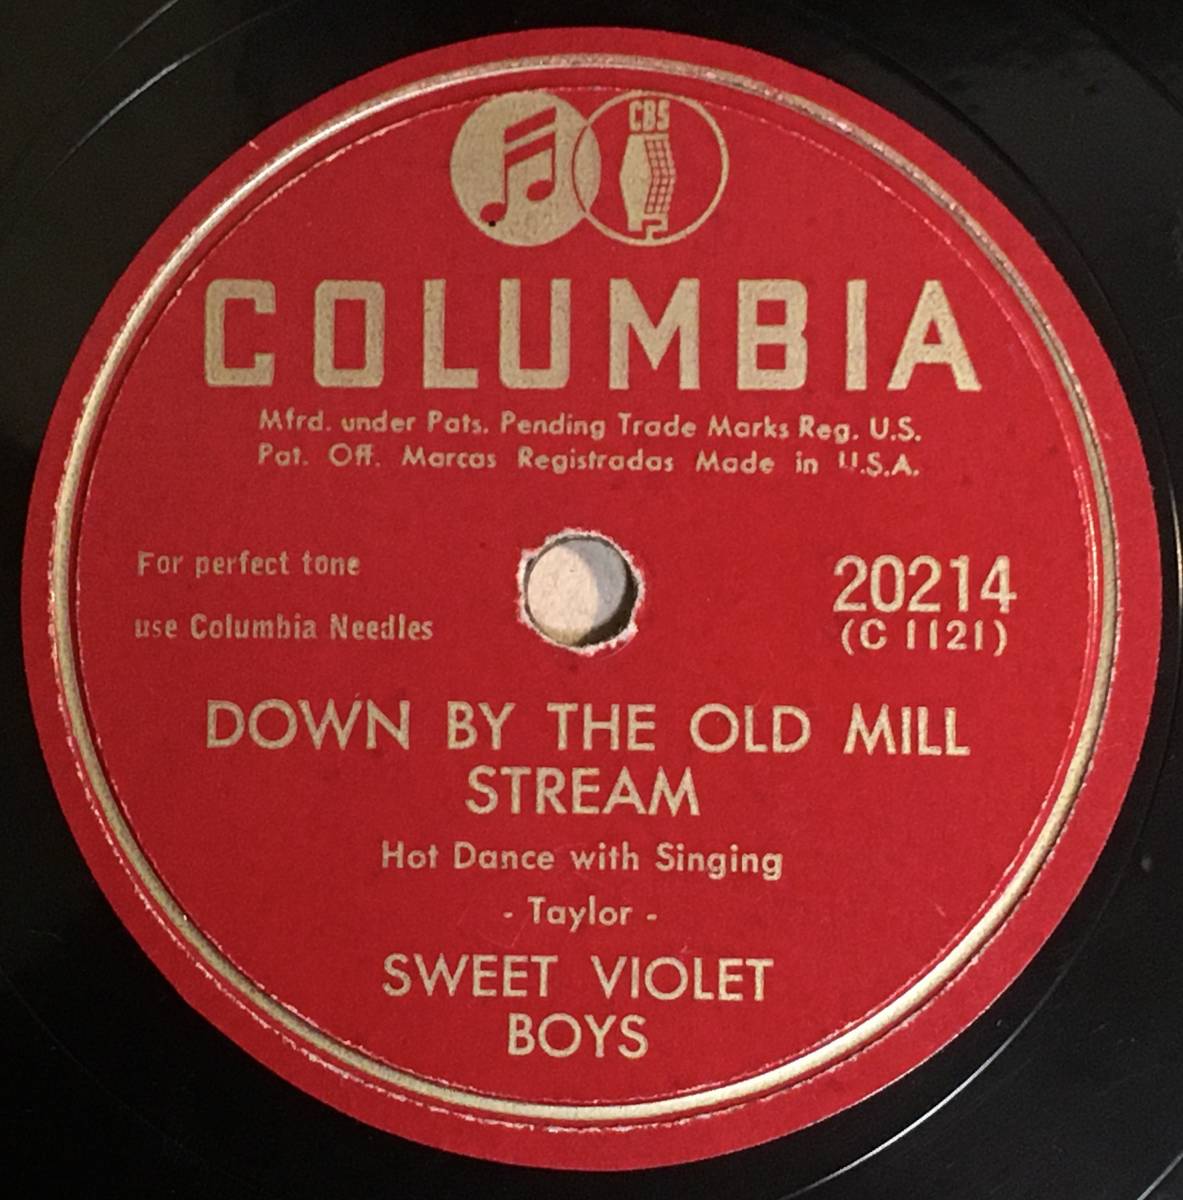 CBS
COLUMBIA
Mfrd. under Pats. Pending Trade Marks Reg. U.S.
Pat. Off. Marcas Registradas Made in U.S.A.
For perfect tone
use Columbia Needles
20214
(C 1121)
DOWN BY THE OLD MILL
STREAM
Hot Dance with Singing
- Taylor -
SWEET VIOLET
BOYS